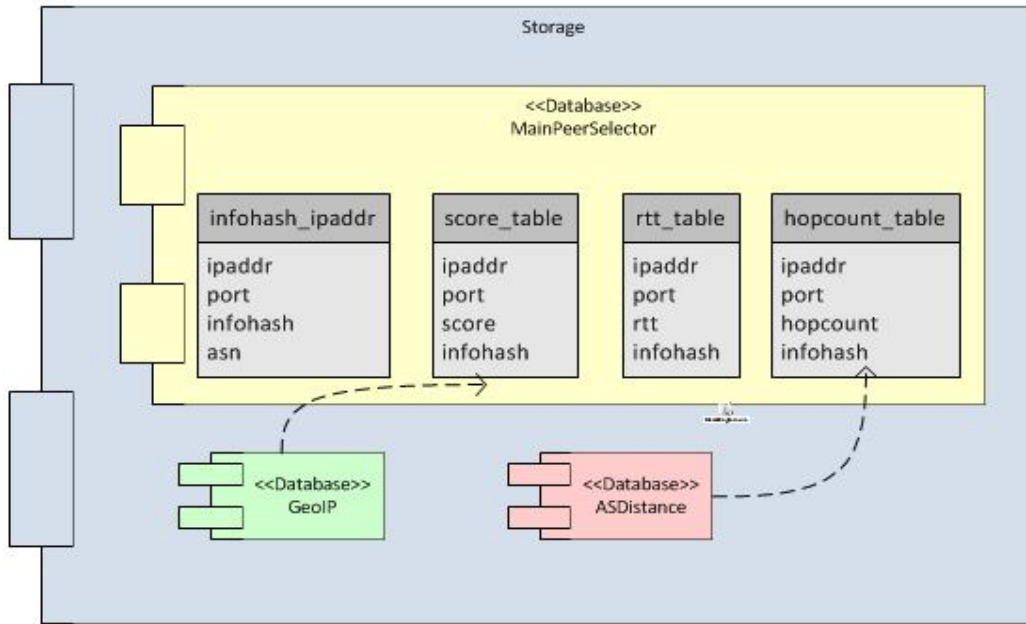 Storage
<<Database>>
MainPeerSelector
infohash_ipaddr
ipaddr
port
infohash
asn
score_table
ipaddr
port
score
infohash
rtt_table
ipaddr
port
rtt
infohash
hopcount_table
ipaddr
port
hopcount
infohash
<<Database>>
GeoIP
<<Database>>
ASDistance